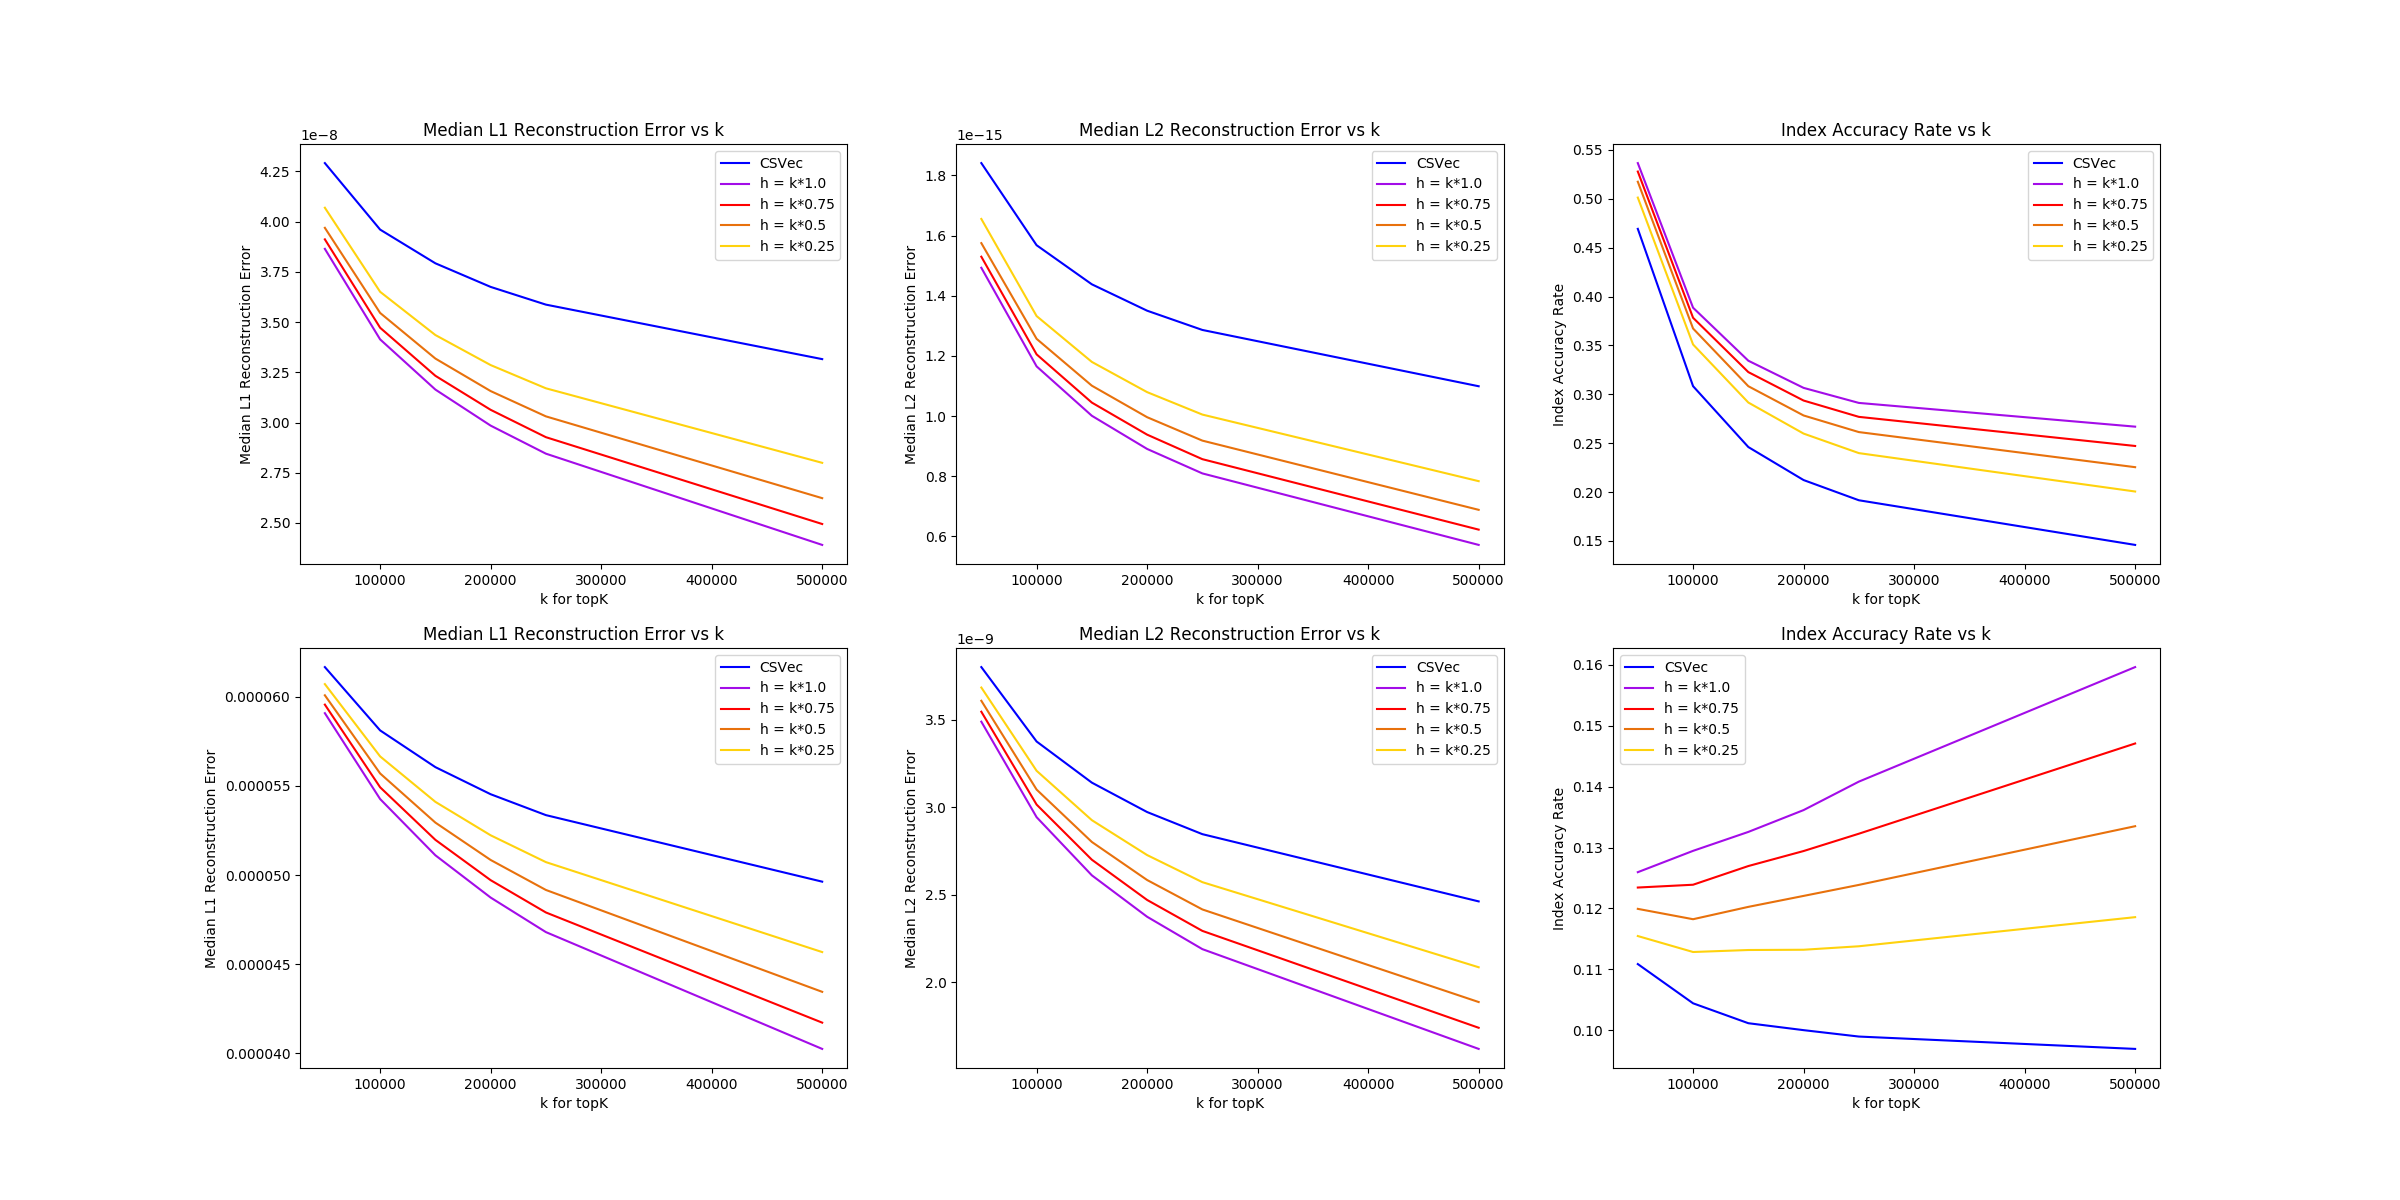 Median L1 Reconstruction Error vs k
1e−8
Median L1 Reconstruction Error
4.25
4.00
3.75
3.50
3.25
3.00
2.75
2.50
100000 200000 300000 400000 500000
k for topK
CSVec
h = k*1.0
h = k*0.75
h = k*0.5
h = k*0.25
Median L2 Reconstruction Error vs k
1e−15
Median L2 Reconstruction Error
1.8
1.6
1.4
1.2
1.0
0.8
0.6
100000 200000 300000 400000 500000
k for topK
CSVec
h = k*1.0
h = k*0.75
h = k*0.5
h = k*0.25
Index Accuracy Rate vs k
Index Accuracy Rate
0.55
0.50
0.45
0.40
0.35
0.30
0.25
0.20
0.15
100000 200000 300000 400000 500000
k for topK
CSVec
h = k*1.0
h = k*0.75
h = k*0.5
h = k*0.25
Median L1 Reconstruction Error vs k
Median L1 Reconstruction Error
0.000060
0.000055
0.000050
0.000045
0.000040
100000 200000 300000 400000 500000
k for topK
CSVec
h = k*1.0
h = k*0.75
h = k*0.5
h = k*0.25
Median L2 Reconstruction Error vs k
1e−9
Median L2 Reconstruction Error
3.5
3.0
2.5
2.0
100000 200000 300000 400000 500000
k for topK
CSVec
h = k*1.0
h = k*0.75
h = k*0.5
h = k*0.25
Index Accuracy Rate vs k
Index Accuracy Rate
0.16
0.15
0.14
0.13
0.12
0.11
0.10
100000 200000 300000 400000 500000
k for topK
CSVec
h = k*1.0
h = k*0.75
h = k*0.5
h = k*0.25